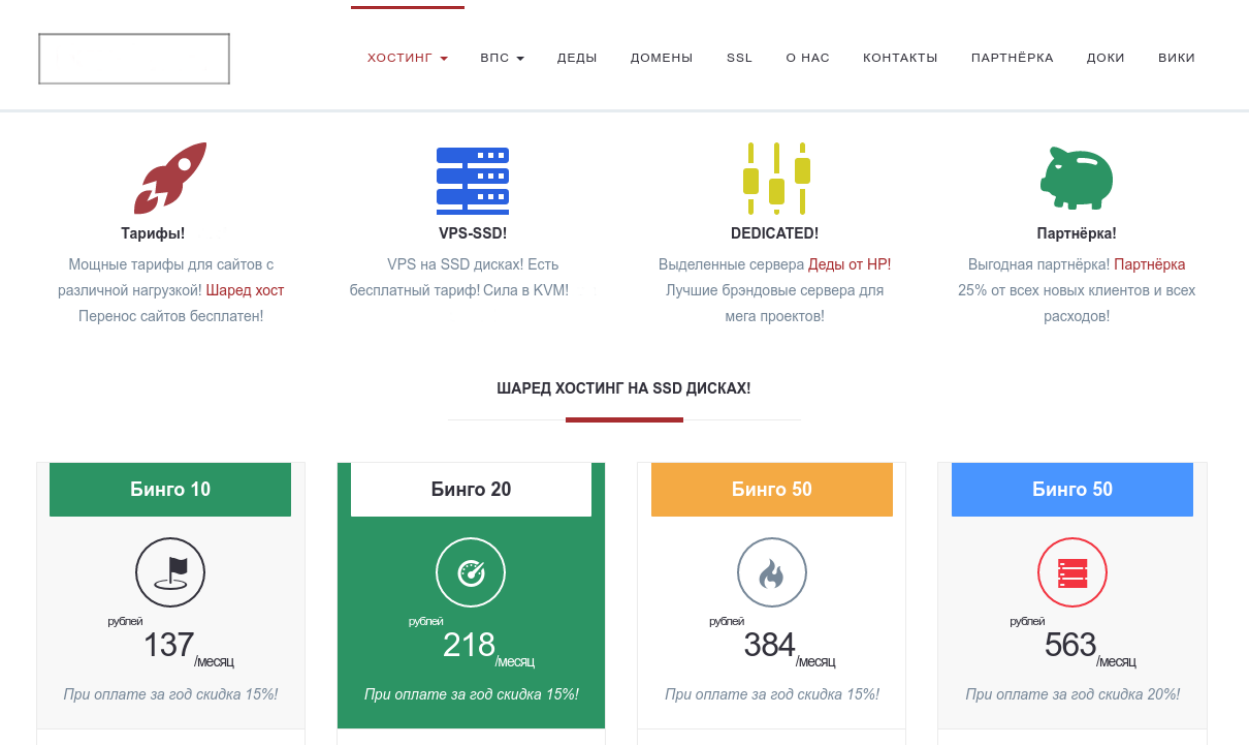 ХОСТИНГ ВПС ДЕДЫ ДОМЕНЫ SSL О НАС КОНТАКТЫ ПАРТНЁРКА ДОКИ ВИКИ
Тарифы!
Мощные тарифы для сайтов с
различной нагрузкой! Шаред хост
Перенос сайтов бесплатен!
VPS-SSD!
VPS на SSD дисках! Есть
бесплатный тариф! Сила в KVM!
DEDICATED!
Выделенные сервера Деды от HP!
Лучшие брэндовые сервера для
мега проектов!
Партнёрка!
Выгодная партнёрка! Партнёрка
25% от всех новых клиентов и всех
расходов!
ШАРЕД ХОСТИНГ НА SSD ДИСКАХ!
Бинго 10
рублей
137
/месяц
При оплате за год скидка 15%!
Бинго 20
рублей
218
/месяц
При оплате за год скидка 15%!
Бинго 50
рублей
384
/месяц
При оплате за год скидка 15%!
Бинго 50
рублей
563
/месяц
При оплате за год скидка 20%!